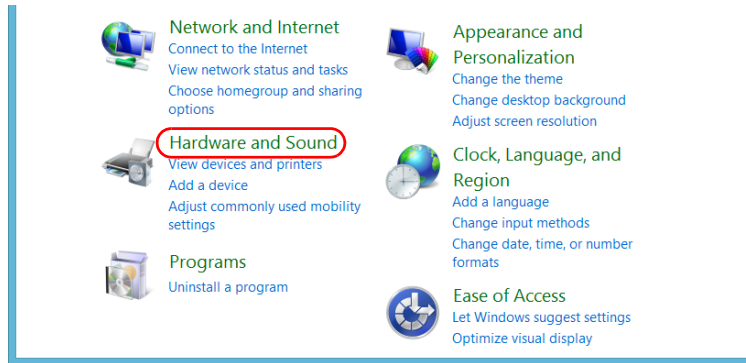 Network and Internet
Connect to the Internet
View network status and tasks
Choose homegroup and sharing
options
Hardware and Sound
View devices and printers
Add a device
Adjust commonly used mobility
settings
Programs
Uninstall a program
Appearance and
Personalization
Change the theme
Change desktop background
Adjust screen resolution
Clock, Language, and
Region
Add a language
Change input methods
Change date, time, or number
formats
Ease of Access
Let Windows suggest settings
Optimize visual display